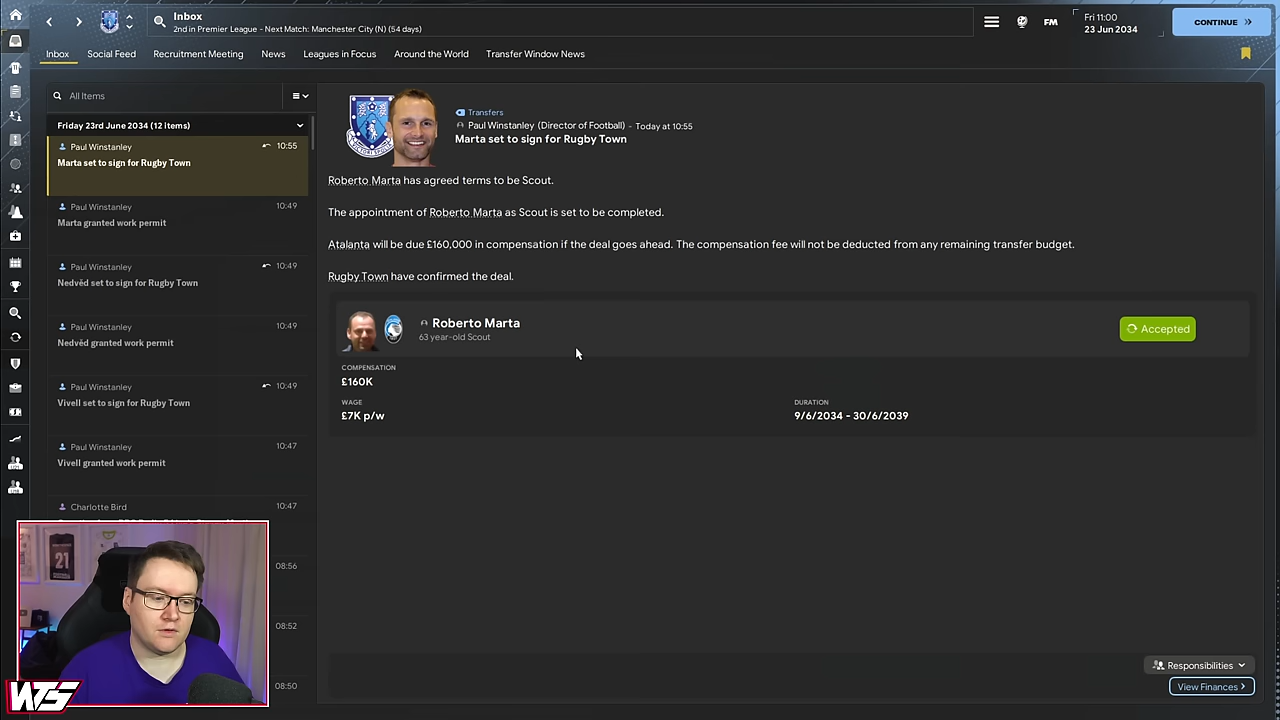 Inbox
2nd in Premier League - Next Match: Manchester City (N) (54 days)
FM
Fri 11:00
23 Jun 2034
CONTINUE
Inbox
Social Feed
Recruitment Meeting
News
Leagues in Focus
Around the World
Transfer Window News
All Items
Friday 23rd June 2034 (12 items)
Paul Winstanley
10:55
Marta set to sign for Rugby Town
Paul Winstanley
10:49
Marta granted work permit
Paul Winstanley
10:49
Nedvěd set to sign for Rugby Town
Paul Winstanley
10:49
Nedvěd granted work permit
Paul Winstanley
10:49
Vivell set to sign for Rugby Town
Paul Winstanley
10:47
Vivell granted work permit
Charlotte Bird
10:47
08:56
08:52
08:50
Transfers
Paul Winstanley (Director of Football) - Today at 10:55
Marta set to sign for Rugby Town
Roberto Marta has agreed terms to be Scout.
The appointment of Roberto Marta as Scout is set to be completed.
Atalanta will be due £160,000 in compensation if the deal goes ahead. The compensation fee will not be deducted from any remaining transfer budget.
Rugby Town have confirmed the deal.
Roberto Marta
63 year-old Scout
Accepted
COMPENSATION
£160K
WAGE
£7K p/w
DURATION
9/6/2034 - 30/6/2039
Responsibilities
View Finances
21
WTS